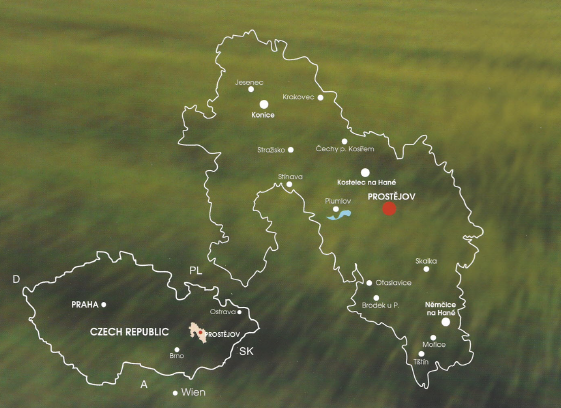 Jesenec
Krakovec
Konice
Stražisko
Čechy p. Kosířem
Stínava
Kostelec na Hané
PROSTĚJOV
Plumlov
Skalka
PL
D
Otaslavice
Brodek u P.
PRAHA
Ostrava
Němčice
na Hané
CZECH REPUBLIC
PROSTĚJOV
Mořice
Brno
SK
Tištín
A
Wien